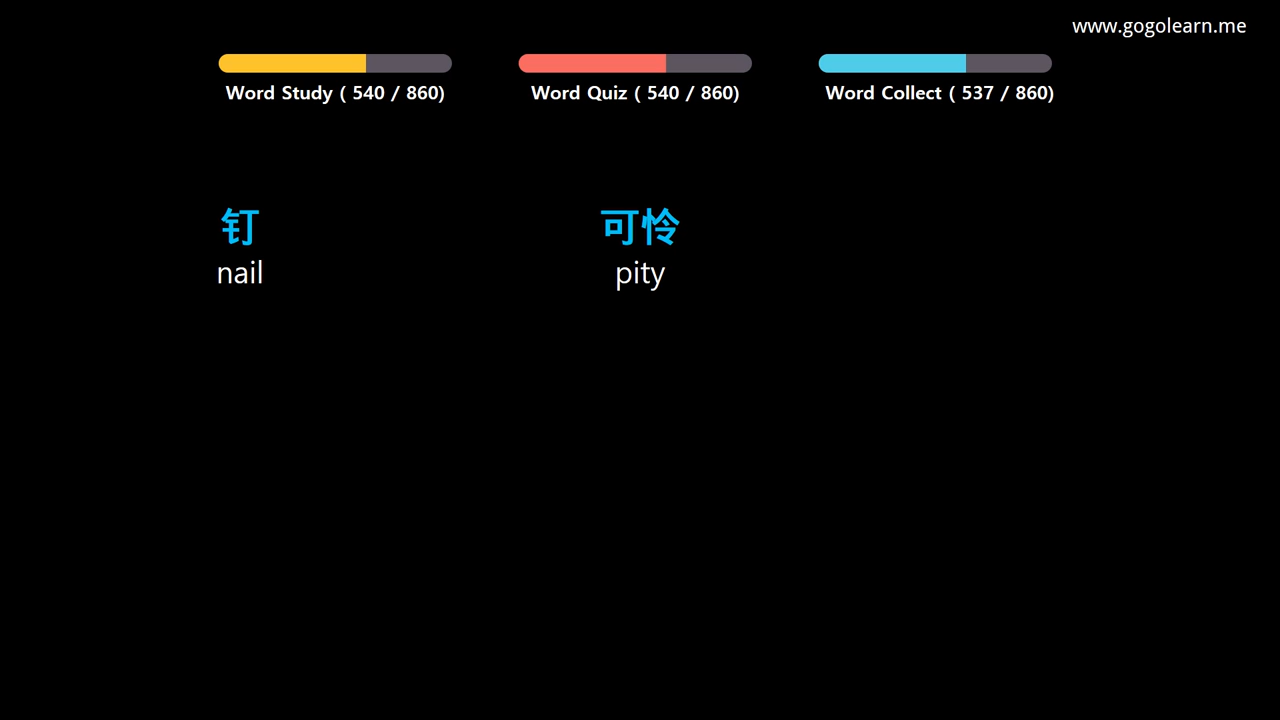 www.gogolearn.me
Word Study ( 540 / 860)
Word Quiz ( 540 / 860)
Word Collect ( 537 / 860)
钉
nail
可怜
pity